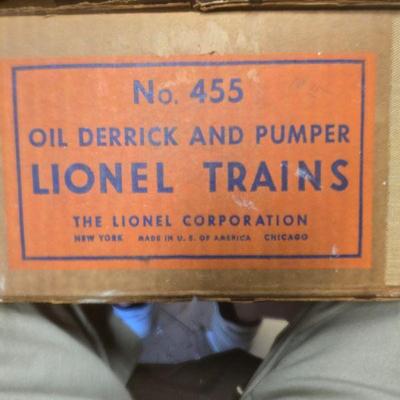 No. 455
OIL DERRICK AND PUMPER
LIONEL TRAINS
THE LIONEL CORPORATION
NEW YORK MADE IN U. S. OF AMERICA CHICAGO